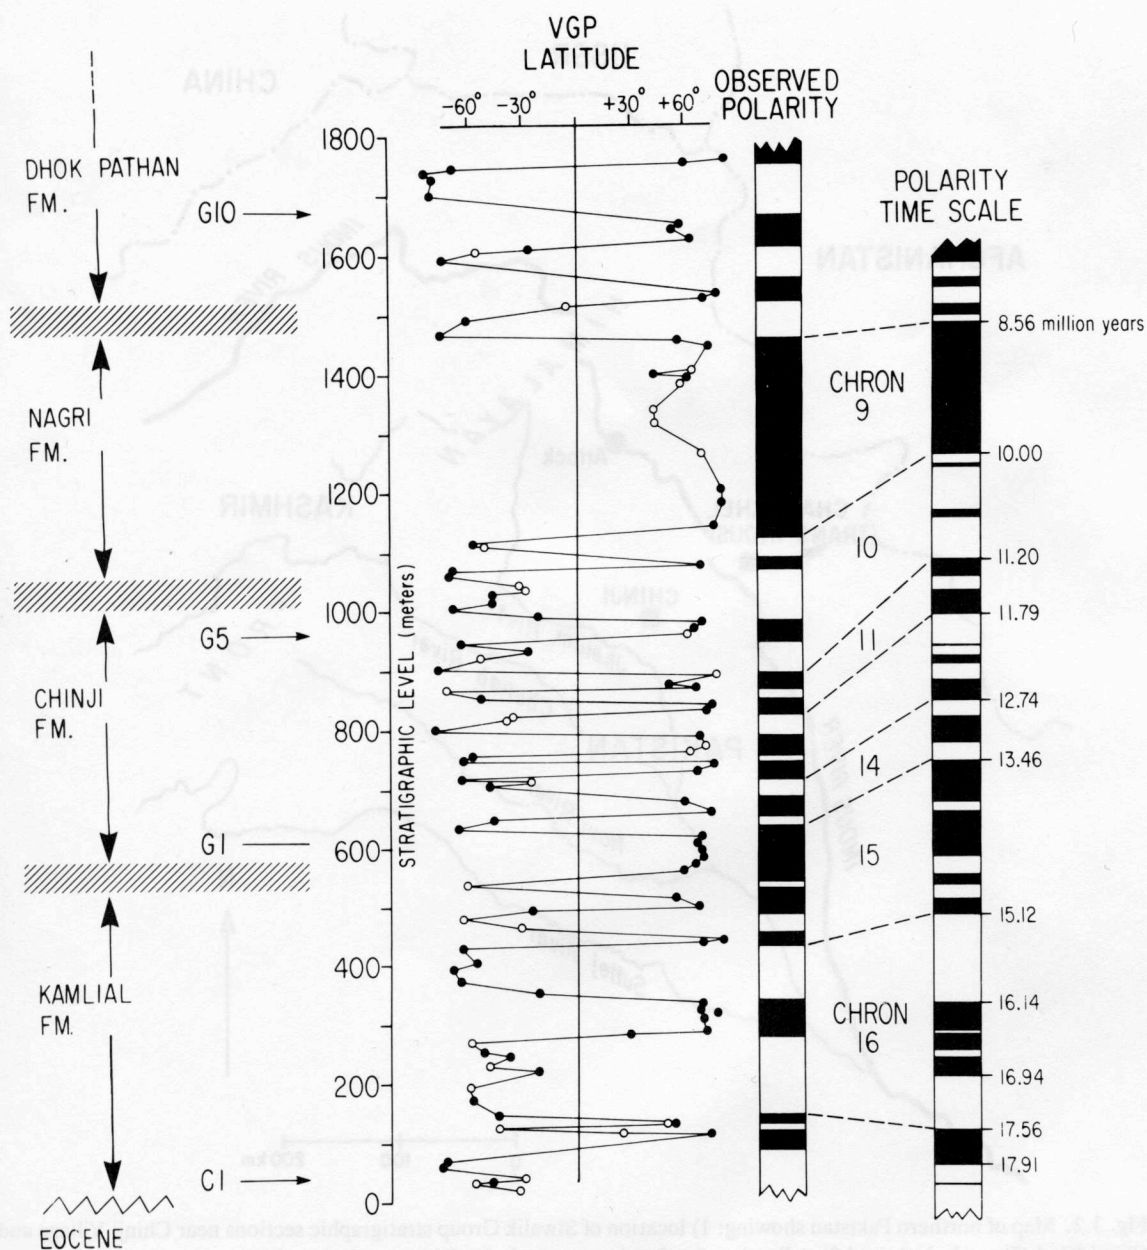 VGP
LATITUDE
-60° -30° +30° +60°
OBSERVED
POLARITY
POLARITY
TIME SCALE
DHOK PATHAN
FM.
G10
NAGRI
FM.
G5
CHINJI
FM.
G1
KAMLIAL
FM.
C1
EOCENE
STRATIGRAPHIC LEVEL (meters)
1800
1600
1400
1200
1000
800
600
400
200
0
CHRON
9
10
11
14
15
CHRON
16
8.56 million years
10.00
11.20
11.79
12.74
13.46
15.12
16.14
16.94
17.56
17.91